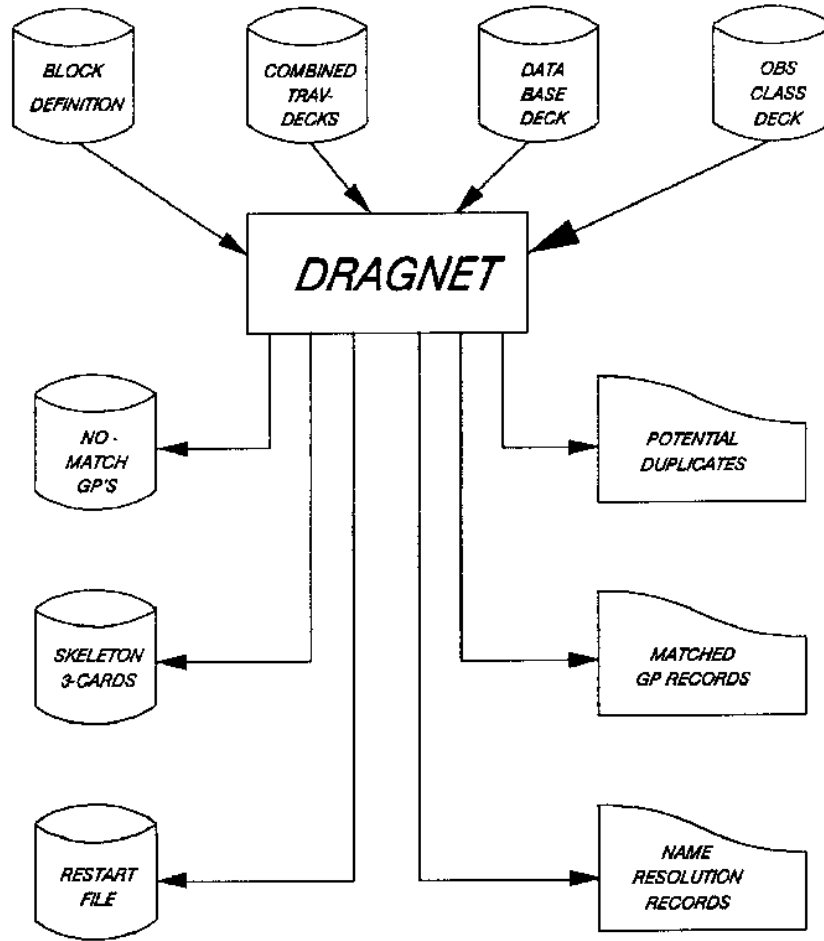 BLOCK
DEFINITION
COMBINED
TRAV-
DECKS
DATA
BASE
DECK
OBS
CLASS
DECK
DRAGNET
NO -
MATCH
GP'S
POTENTIAL
DUPLICATES
SKELETON
3-CARDS
MATCHED
GP RECORDS
RESTART
FILE
NAME
RESOLUTION
RECORDS